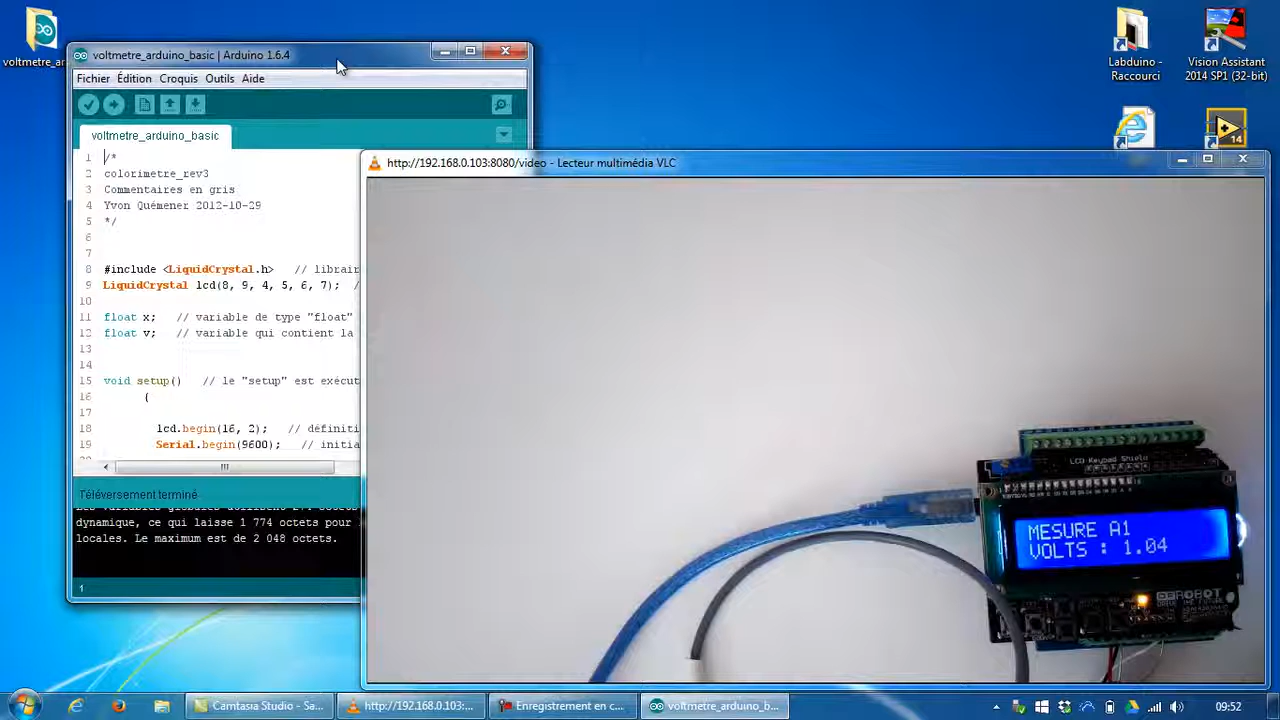 voltmetre_ar
voltmetre_arduino_basic | Arduino 1.6.4
Fichier Édition Croquis Outils Aide
voltmetre_arduino_basic
1 /*
2 colorimetre_rev3
3 Commentaires en gris
4 Yvon Quémener 2012-10-29
5 */
6
7
8 #include <LiquidCrystal.h> // librair
9 LiquidCrystal lcd(8, 9, 4, 5, 6, 7); /
10
11 float x; // variable de type "float"
12 float v; // variable qui contient la
13
14
15 void setup() // le "setup" est exécut
16 {
17
18 lcd.begin(16, 2); // définiti
19 Serial.begin(9600); // initia
Téléversement terminé
dynamique, ce qui laisse 1 774 octets pour
locales. Le maximum est de 2 048 octets.
1
http://192.168.0.103:8080/video - Lecteur multimédia VLC
LCD Keypad Shield
MESURE A1
VOLTS : 1.04
Labduino -
Raccourci
Vision Assistant
2014 SP1 (32-bit)
14
Camtasia Studio - Sa...
http://192.168.0.103:...
Enregistrement en c...
voltmetre_arduino_b...
09:52